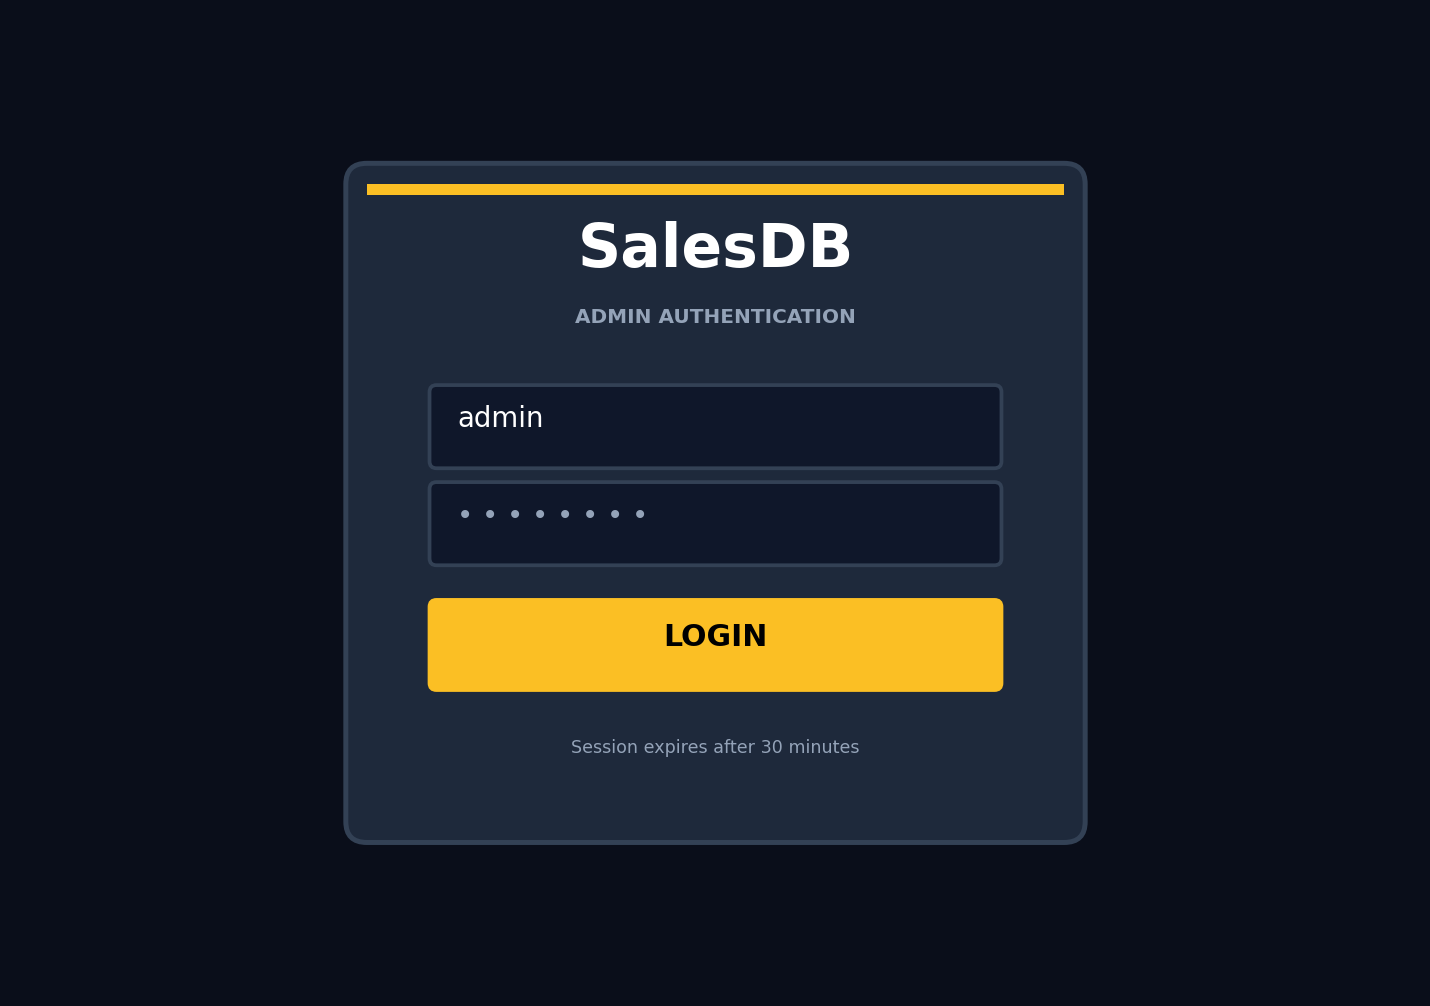 SalesDB
ADMIN AUTHENTICATION
admin
• • • • • • • •
LOGIN
Session expires after 30 minutes